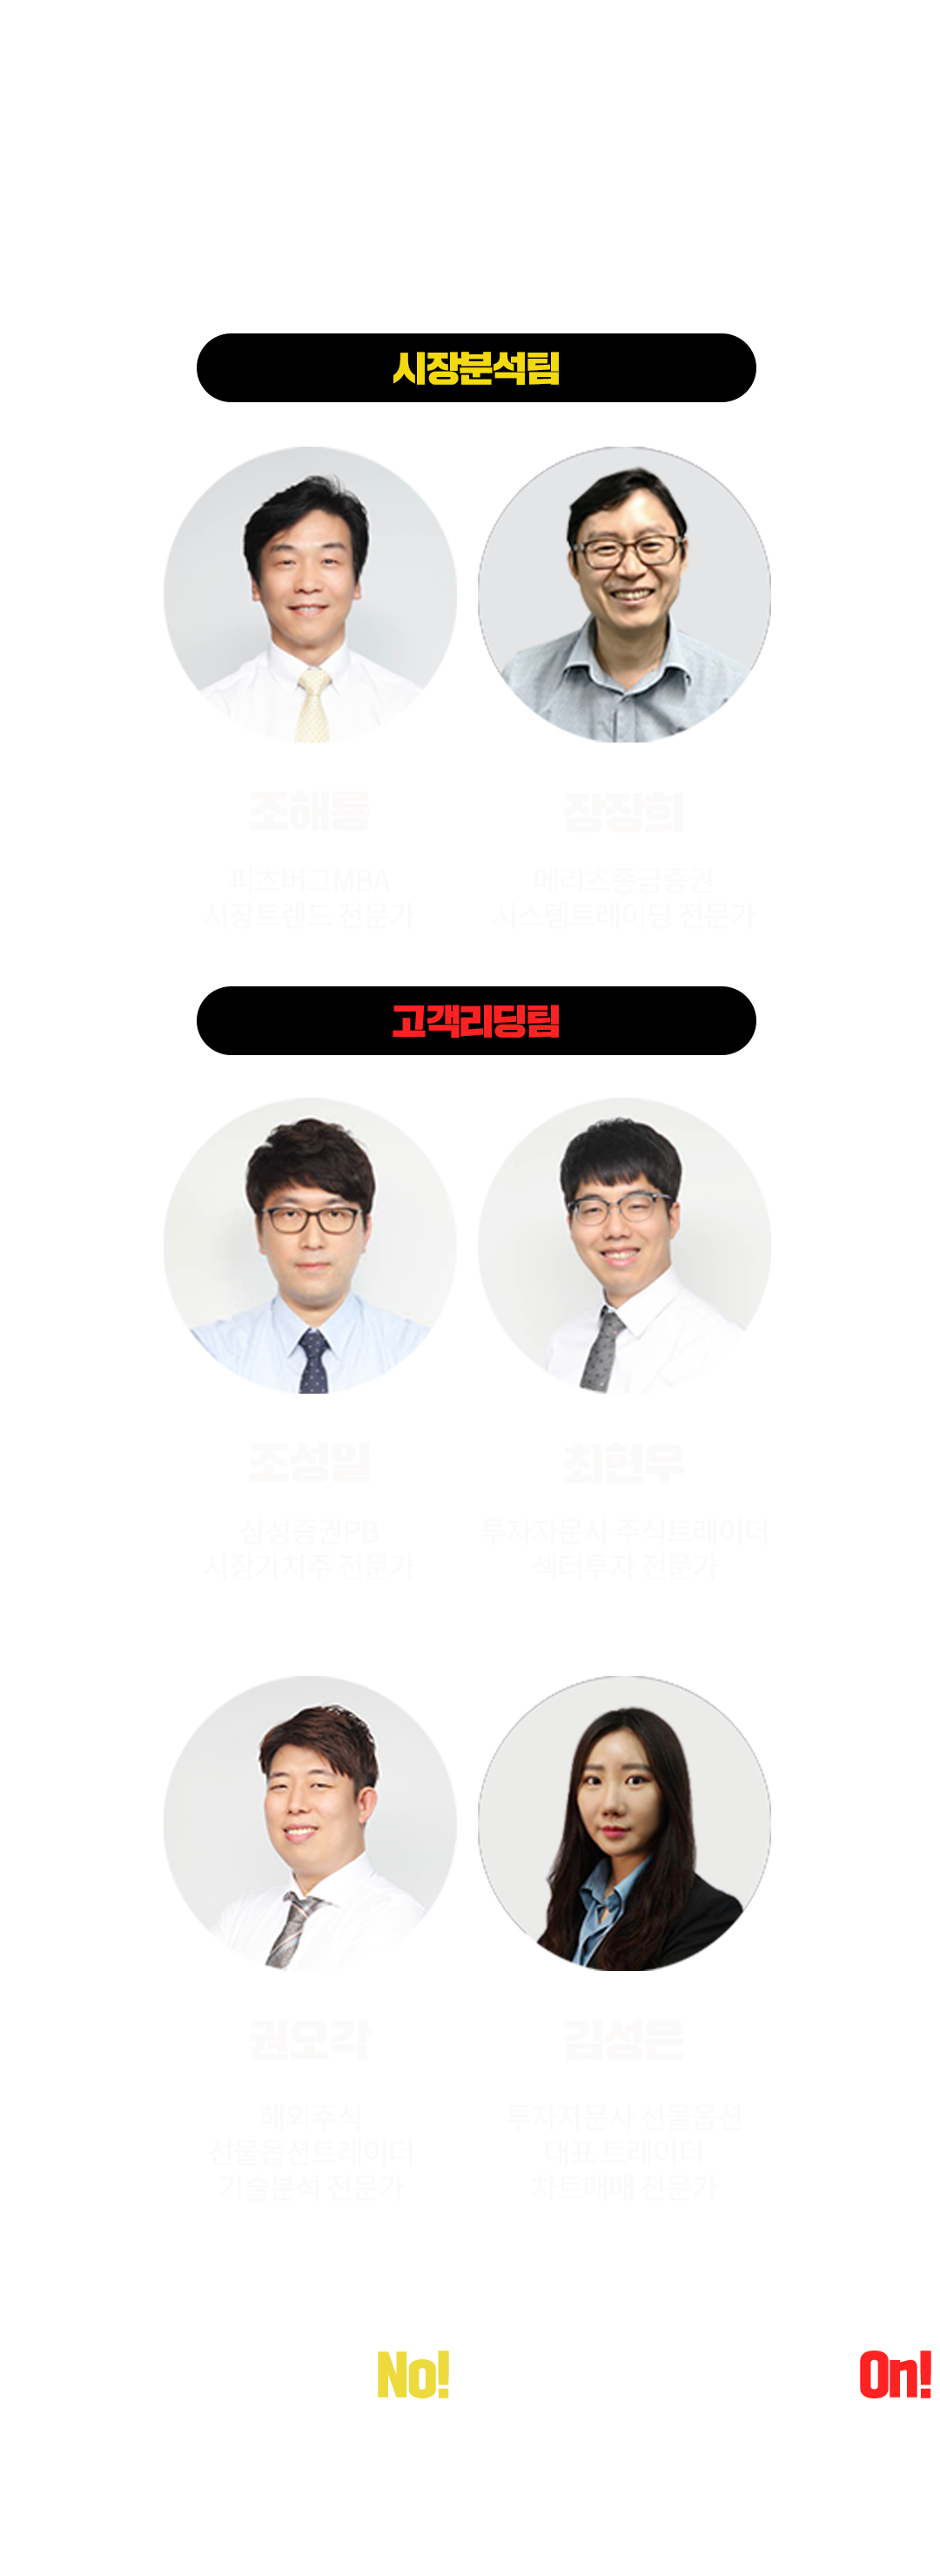 시장분석팀
조해룡 장장희
피츠버그MBA 메리츠종금증권
시장트렌드 전문가 시스템트레이딩 전문가
고객리딩팀
조성일 최현우
삼성증권PB 투자자문사 주식트레이더
시장가치주 전문가 섹터투자 전문가
권오각 김성은
해외주식 투자자문사 선물옵션
선물옵션트레이더 대표 트레이더
기술분석 전문가 차트매매 전문가
No! On!